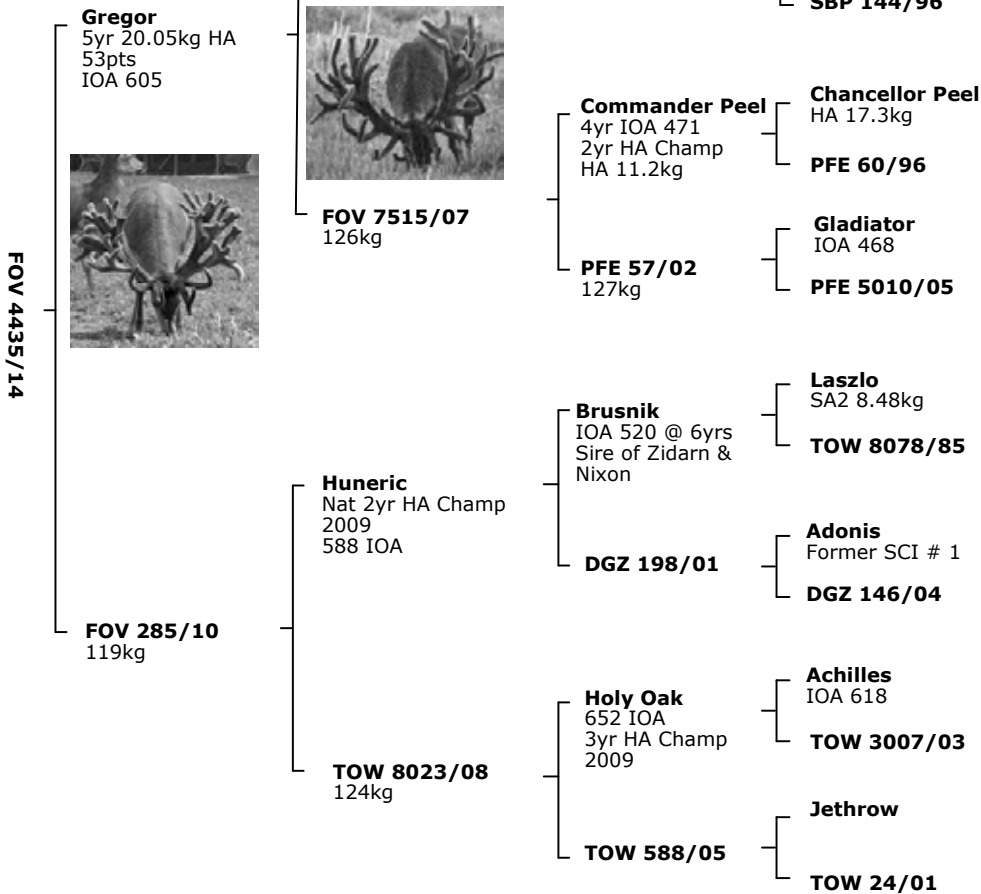 SBP 144/96
Gregor
5yr 20.05kg HA
53pts
IOA 605
Commander Peel
4yr IOA 471
2yr HA Champ
HA 11.2kg
Chancellor Peel
HA 17.3kg
PFE 60/96
FOV 7515/07
126kg
PFE 57/02
127kg
Gladiator
IOA 468
PFE 5010/05
FOV 4435/14
Huneric
Nat 2yr HA Champ
2009
588 IOA
Brusnik
IOA 520 @ 6yrs
Sire of Zidarn &
Nixon
Laszlo
SA2 8.48kg
TOW 8078/85
DGZ 198/01
Adonis
Former SCI # 1
DGZ 146/04
FOV 285/10
119kg
TOW 8023/08
124kg
Holy Oak
652 IOA
3yr HA Champ
2009
Achilles
IOA 618
TOW 3007/03
TOW 588/05
Jethrow
TOW 24/01